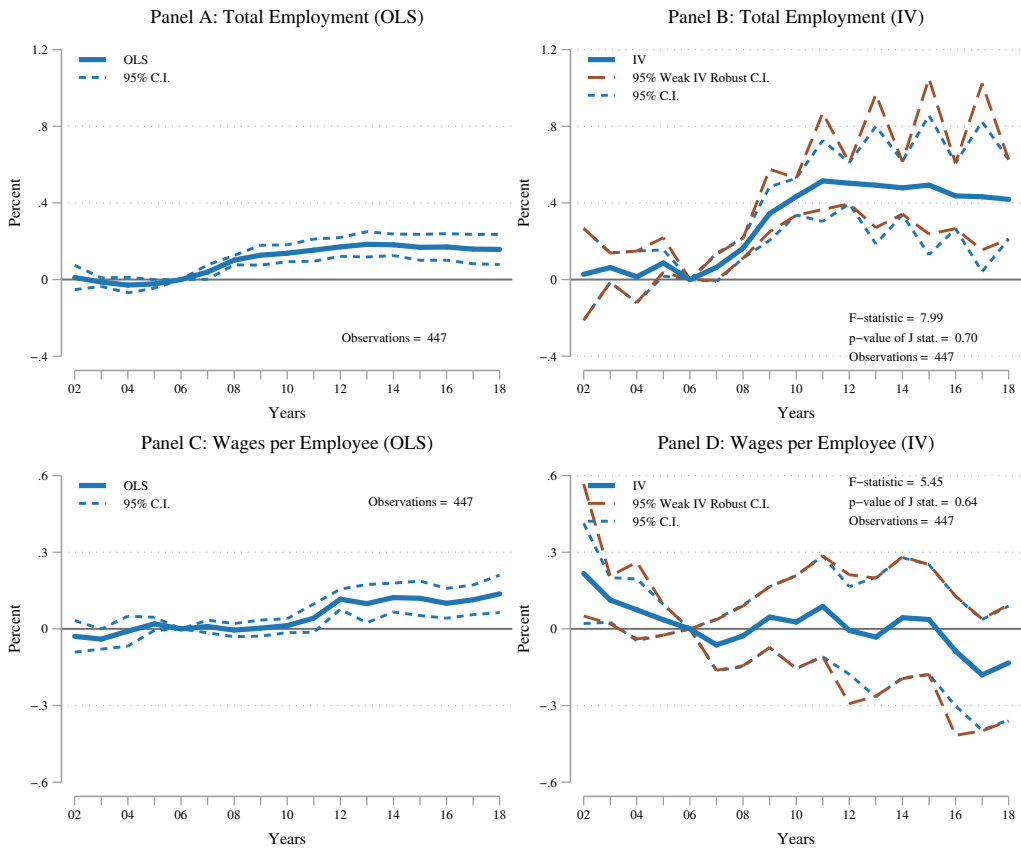 Panel A: Total Employment (OLS)
1.2
.8
.4
0
−.4
Percent
OLS
95% C.I.
Observations = 447
02 04 06 08 10 12 14 16 18
Years
Panel B: Total Employment (IV)
1.2
.8
.4
0
−.4
Percent
IV
95% Weak IV Robust C.I.
95% C.I.
F−statistic = 7.99
p−value of J stat. = 0.70
Observations = 447
02 04 06 08 10 12 14 16 18
Years
Panel C: Wages per Employee (OLS)
.6
.3
0
−.3
−.6
Percent
OLS
95% C.I.
Observations = 447
02 04 06 08 10 12 14 16 18
Years
Panel D: Wages per Employee (IV)
.6
.3
0
−.3
−.6
Percent
IV
95% Weak IV Robust C.I.
95% C.I.
F−statistic = 5.45
p−value of J stat. = 0.64
Observations = 447
02 04 06 08 10 12 14 16 18
Years